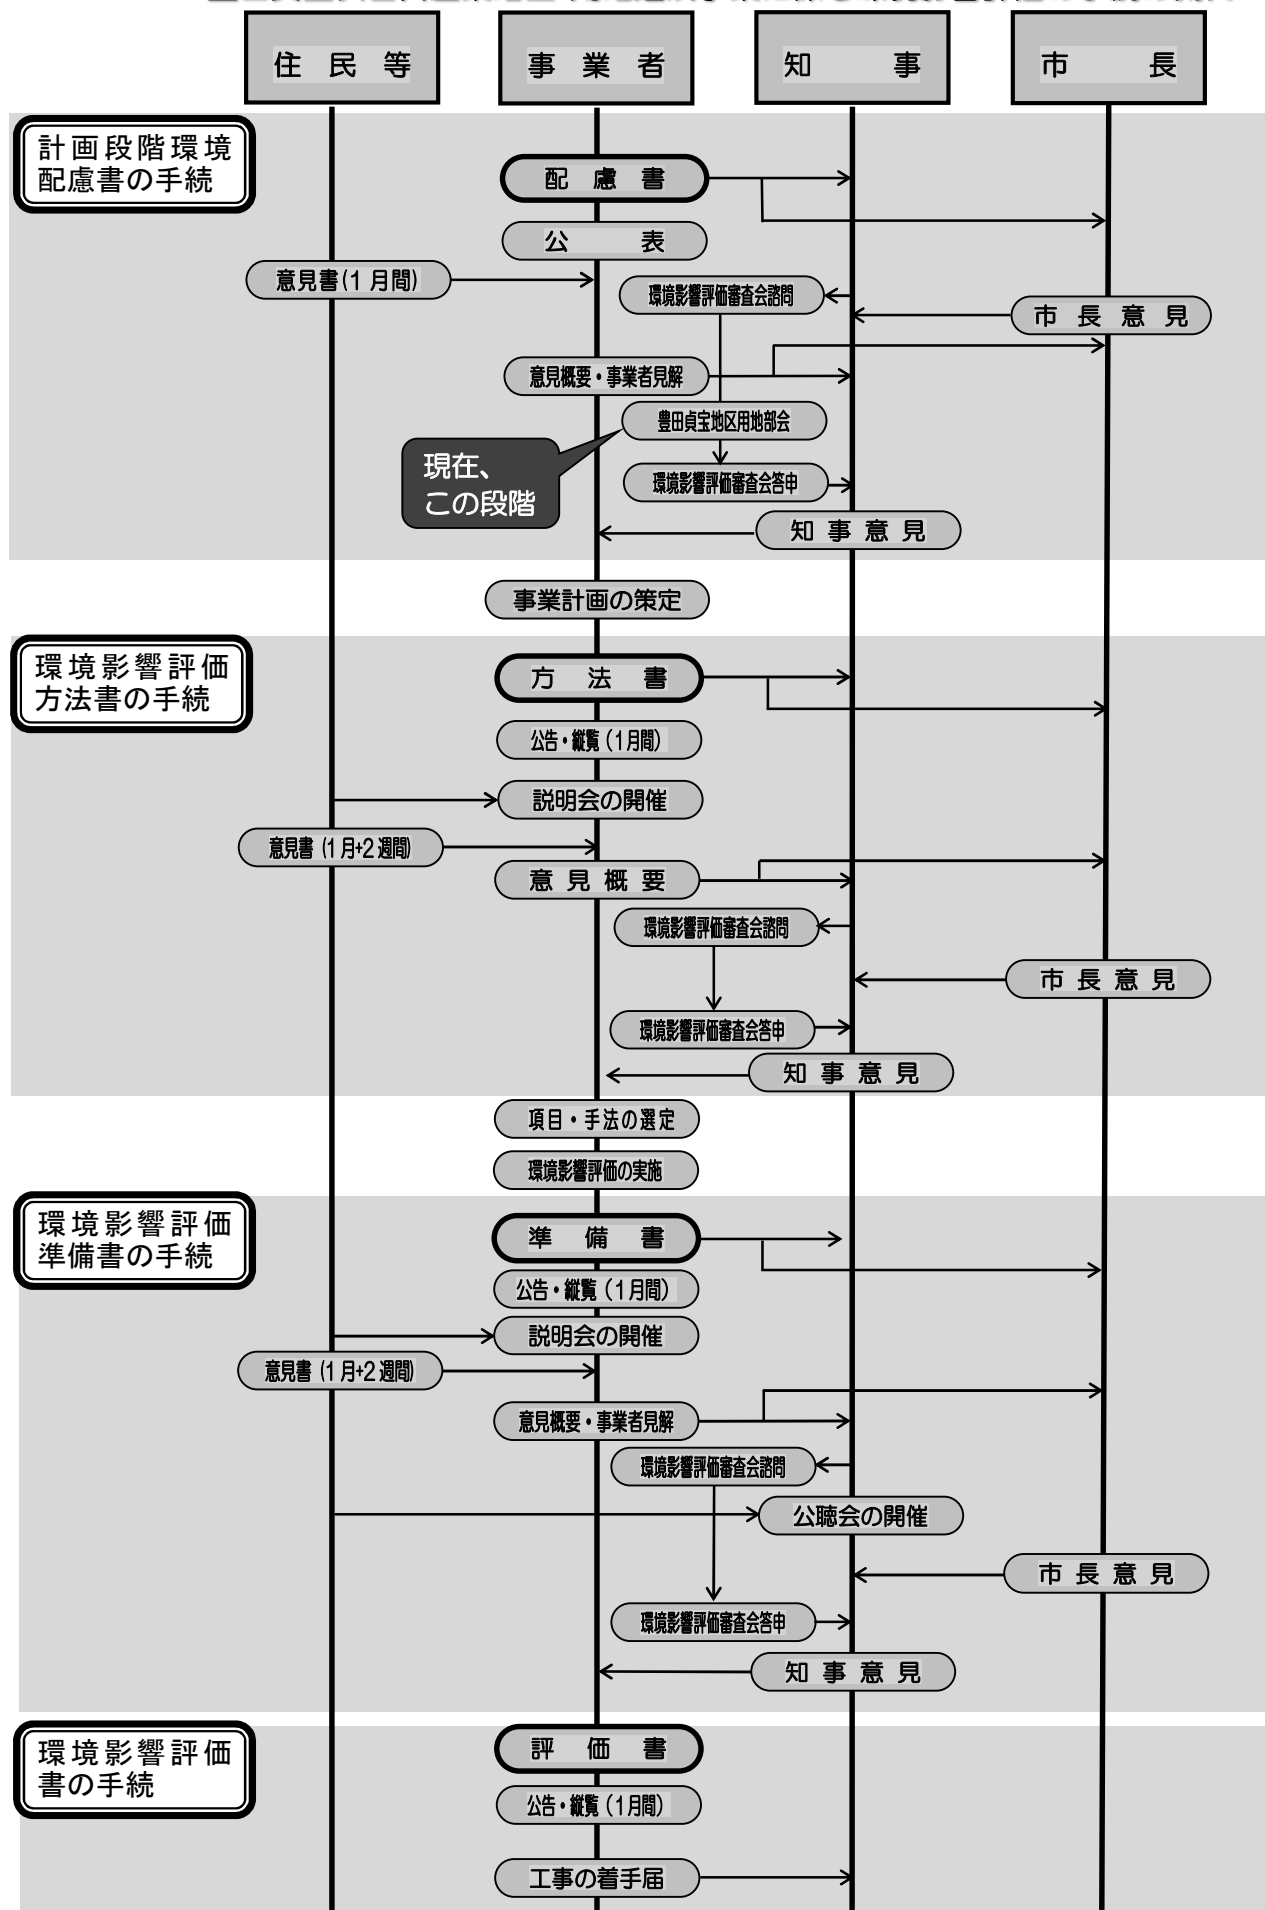 住民等
事業者
知事
市長
計画段階環境
配慮書の手続
配慮書
公表
意見書(1月間)
環境影響評価審査会諮問
市長意見
意見概要・事業者見解
豊田貞宝地区用地部会
現在、
この段階
環境影響評価審査会答申
知事意見
事業計画の策定
環境影響評価
方法書の手続
方法書
公告・縦覧(1月間)
説明会の開催
意見書(1月+2週間)
意見概要
環境影響評価審査会諮問
市長意見
環境影響評価審査会答申
知事意見
項目・手法の選定
環境影響評価の実施
環境影響評価
準備書の手続
準備書
公告・縦覧(1月間)
説明会の開催
意見書(1月+2週間)
意見概要・事業者見解
環境影響評価審査会諮問
公聴会の開催
市長意見
環境影響評価審査会答申
知事意見
環境影響評価
書の手続
評価書
公告・縦覧(1月間)
工事の着手届